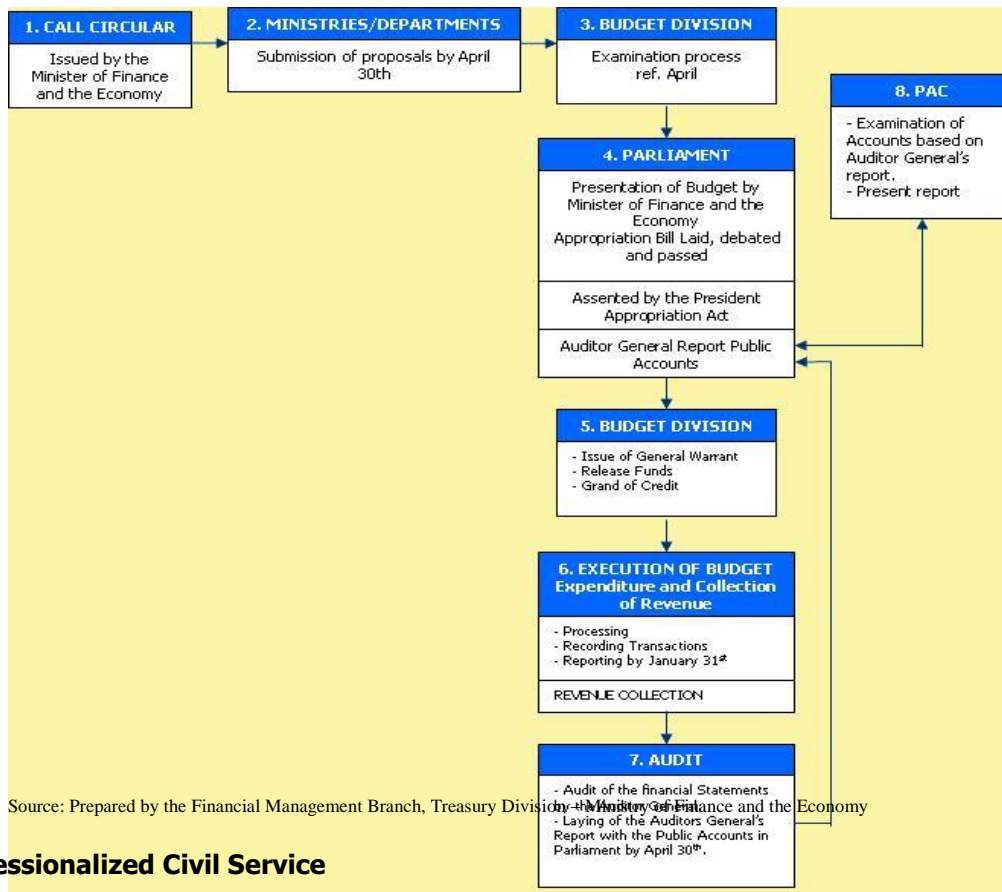 1. CALL CIRCULAR
Issued by the
Minister of Finance
and the Economy
2. MINISTRIES/DEPARTMENTS
Submission of proposals by April
30th
3. BUDGET DIVISION
Examination process
ref. April
4. PARLIAMENT
Presentation of Budget by
Minister of Finance and the
Economy
Appropriation Bill Laid, debated
and passed
Assented by the President
Appropriation Act
Auditor General Report Public
Accounts
5. BUDGET DIVISION
- Issue of General Warrant
- Release Funds
- Grand of Credit
6. EXECUTION OF BUDGET
Expenditure and Collection
of Revenue
- Processing
- Recording Transactions
- Reporting by January 31st
REVENUE COLLECTION
7. AUDIT
- Audit of the financial Statements
by the Auditor General.
- Laying of the Auditors General's
Report with the Public Accounts in
Parliament by April 30th.
8. PAC
- Examination of
Accounts based on
Auditor General's
report.
- Present report
Source: Prepared by the Financial Management Branch, Treasury Division – Ministry of Finance and the Economy
essionalized Civil Service